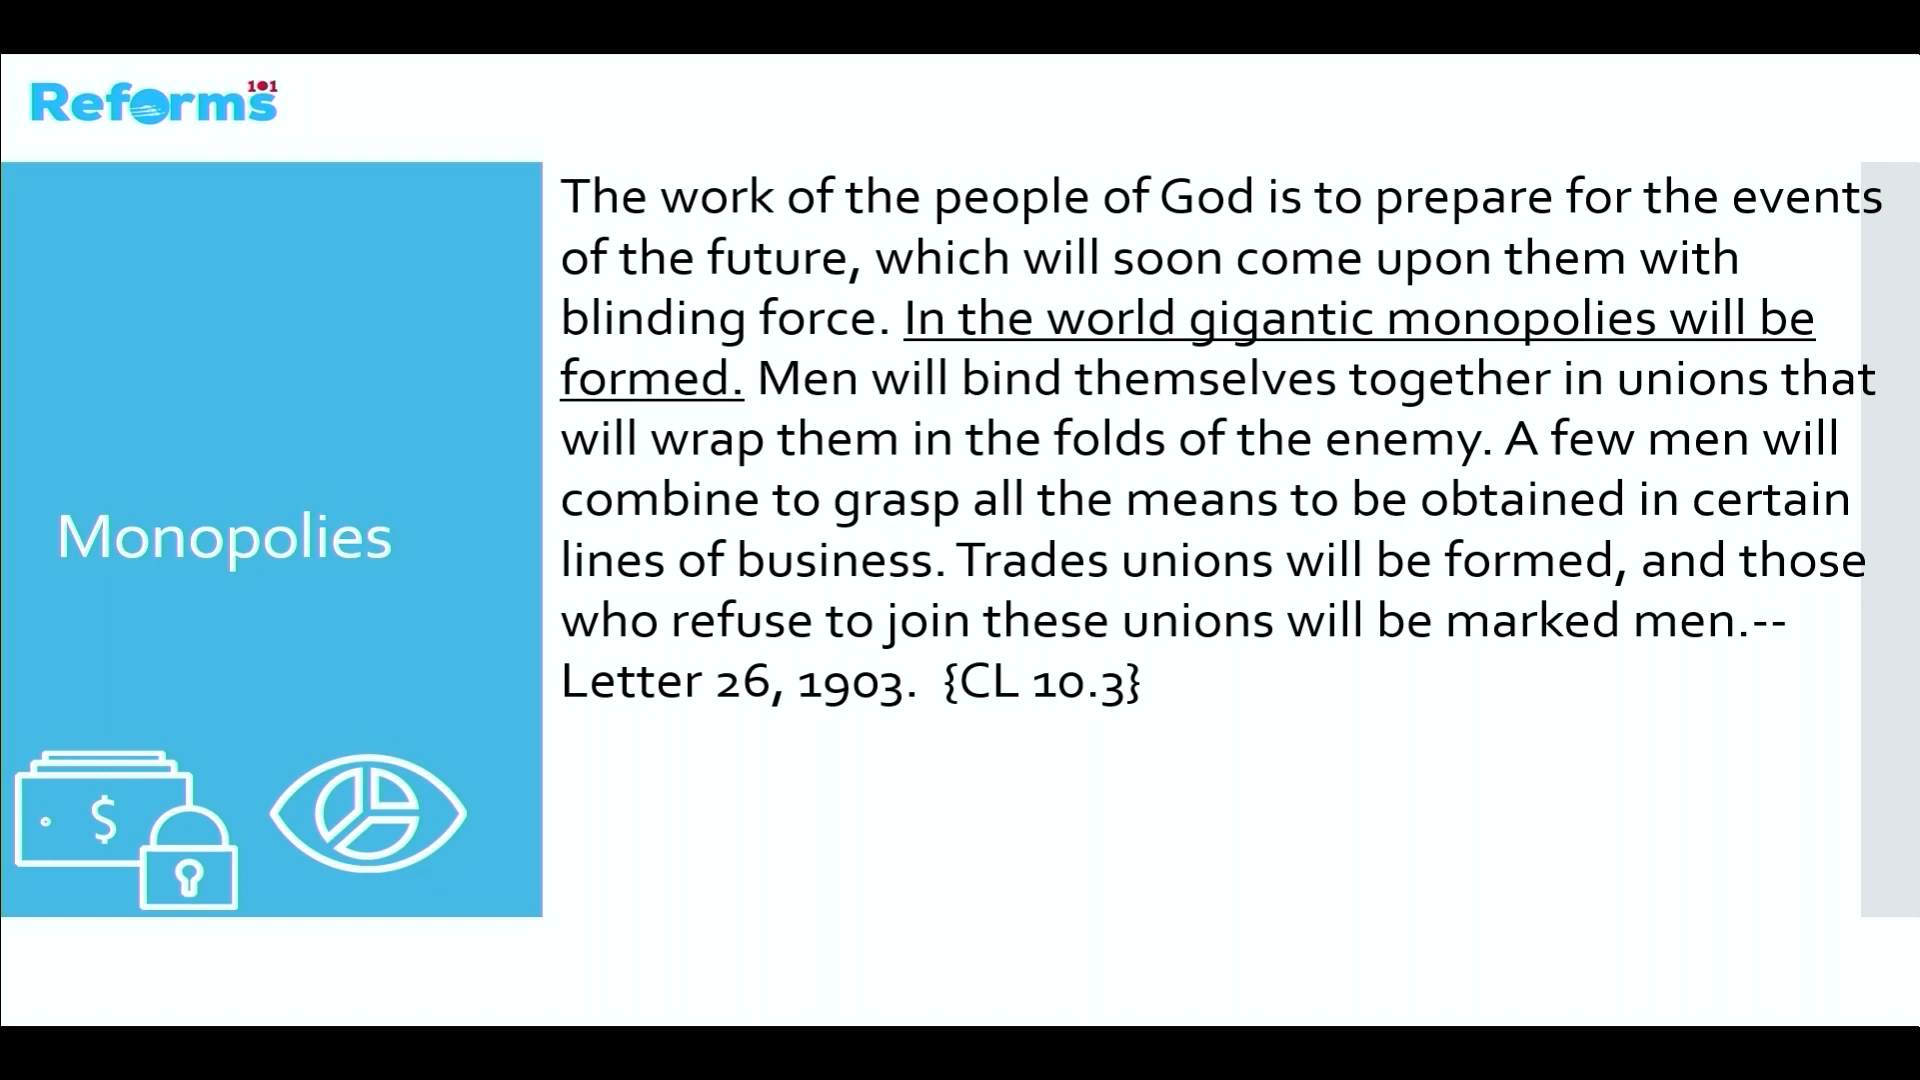 Reforms 101
The work of the people of God is to prepare for the events
of the future, which will soon come upon them with
blinding force. In the world gigantic monopolies will be
formed. Men will bind themselves together in unions that
will wrap them in the folds of the enemy. A few men will
combine to grasp all the means to be obtained in certain
lines of business. Trades unions will be formed, and those
who refuse to join these unions will be marked men.--
Letter 26, 1903.  {CL 10.3}
Monopolies
$